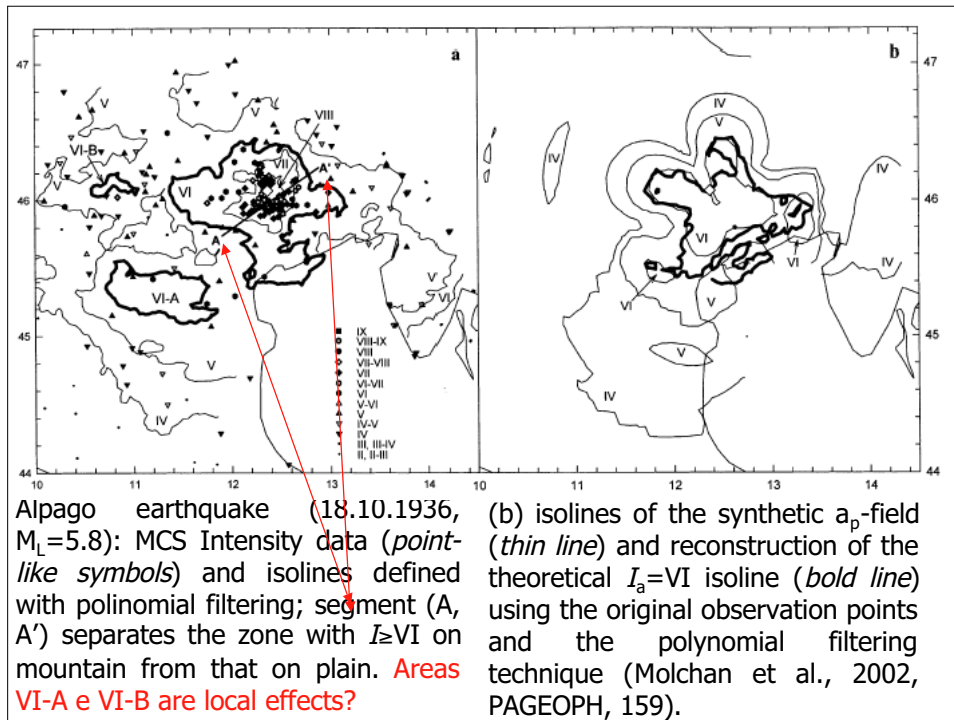 a
b
47
46
45
44
10
11
12
13
14
V
V
VIII
VI-B
VII
A'
VI
V
A
V
VI
VI-A
V
IV
IX
VIII-IX
VIII
VII-VIII
VII
VI-VII
VI
V-VI
V
IV-V
IV
III, III-IV
II, II-III
47
46
45
44
10
11
12
13
14
IV
V
IV
IV
VI
VI
IV
VI
V
V
IV
Alpago earthquake (18.10.1936,
ML=5.8): MCS Intensity data (point-
like symbols) and isolines defined
with polinomial filtering; segment (A,
A’) separates the zone with I≥VI on
mountain from that on plain. Areas
VI-A e VI-B are local effects?
(b) isolines of the synthetic ap-field
(thin line) and reconstruction of the
theoretical Ia=VI isoline (bold line)
using the original observation points
and the polynomial filtering
technique (Molchan et al., 2002,
PAGEOPH, 159).